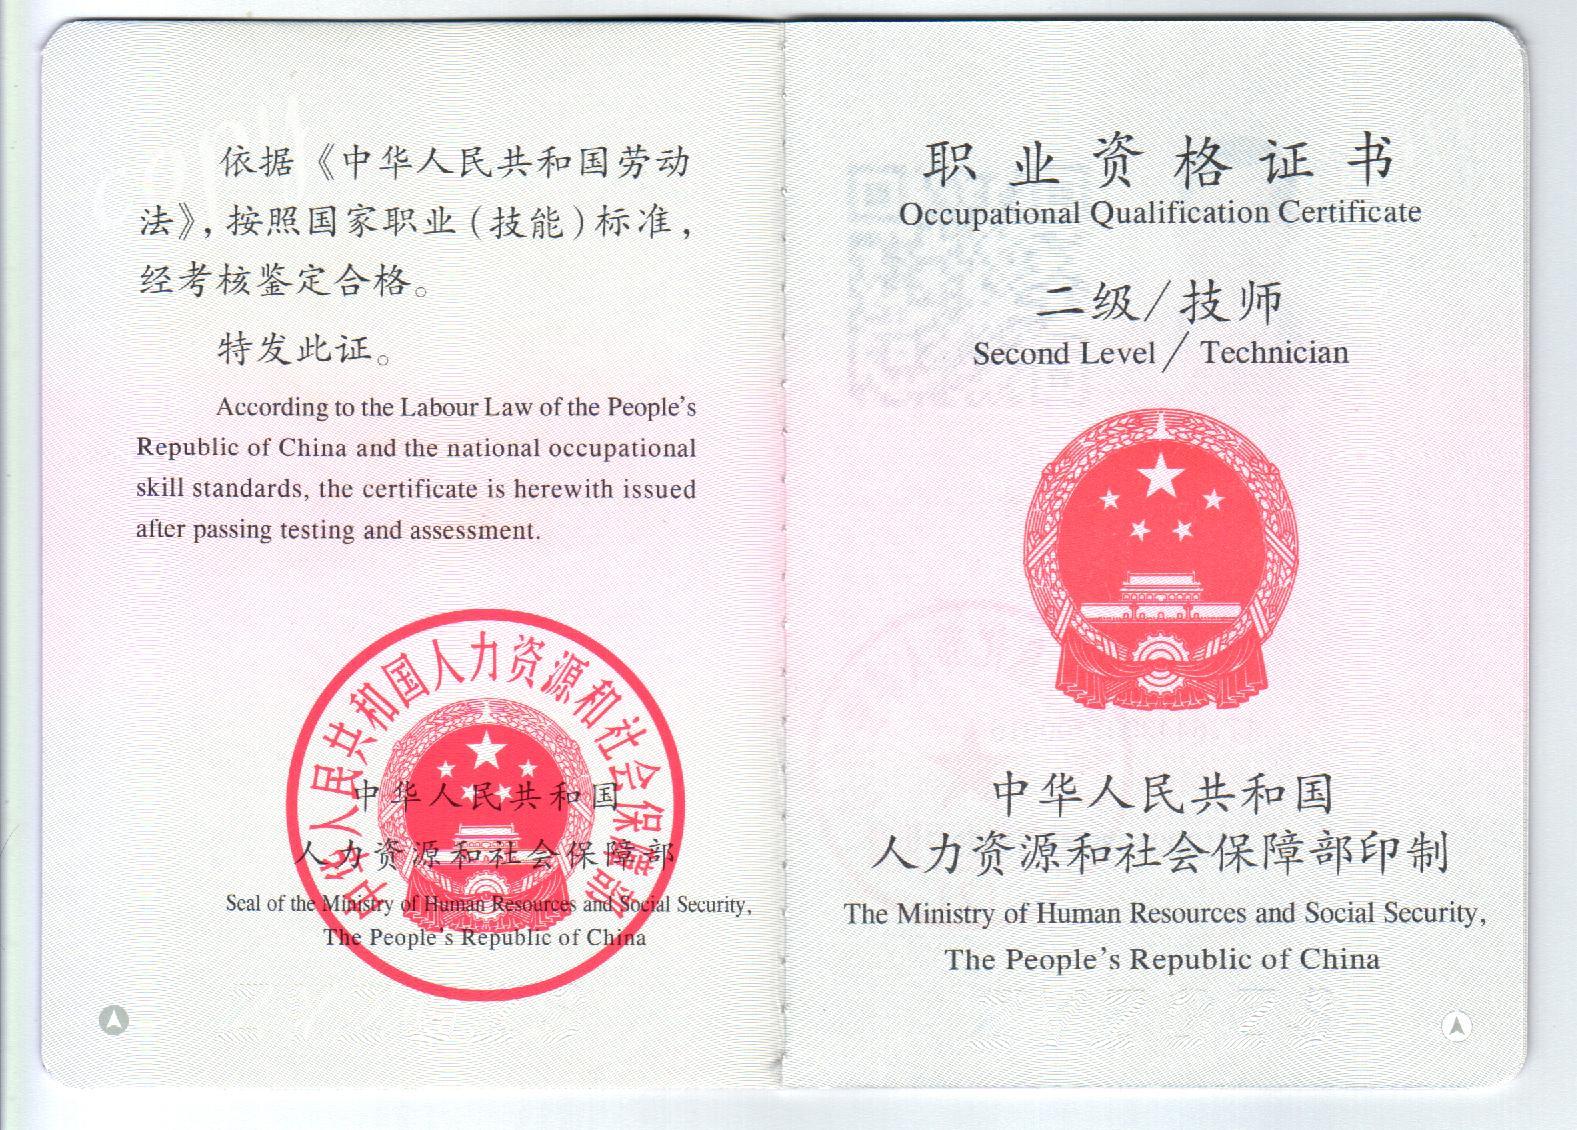 依据《中华人民共和国劳动
法》，按照国家职业（技能）标准，
经考核鉴定合格。
特发此证。
According to the Labour Law of the People's
Republic of China and the national occupational
skill standards, the certificate is herewith issued
after passing testing and assessment.
中华人民共和国人力资源和社会保障部
中华人民共和国
人力资源和社会保障部
Seal of the Ministry of Human Resources and Social Security,
The People's Republic of China
copy
职业资格证书
Occupational Qualification Certificate
二级/技师
Second Level/Technician
中华人民共和国
人力资源和社会保障部印制
The Ministry of Human Resources and Social Security,
The People's Republic of China